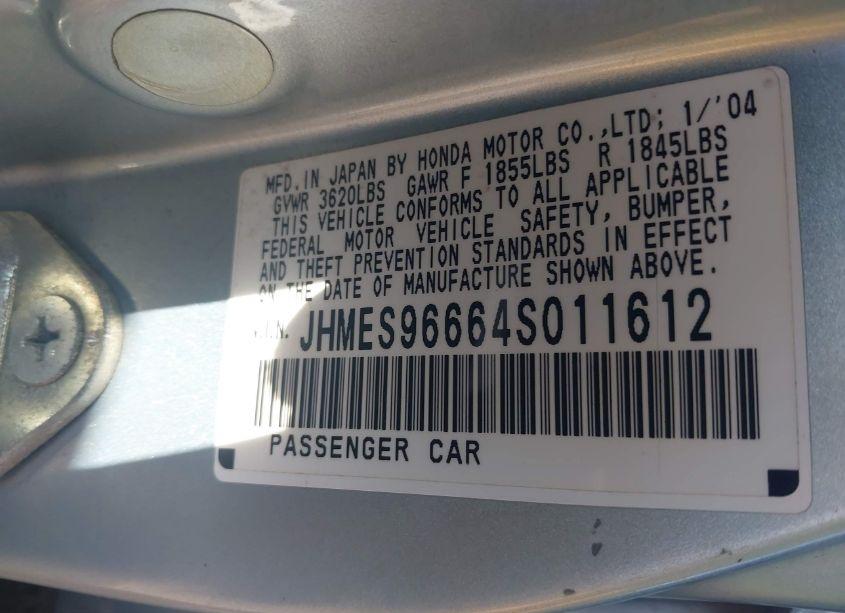 MFD. IN JAPAN BY HONDA MOTOR CO.,LTD; 1/'04
GVWR 3620LBS GAWR F 1855LBS R 1845LBS
THIS VEHICLE CONFORMS TO ALL APPLICABLE
FEDERAL MOTOR VEHICLE SAFETY, BUMPER,
AND THEFT PREVENTION STANDARDS IN EFFECT
ON THE DATE OF MANUFACTURE SHOWN ABOVE.
V.I.N. JHMES96664S011612
PASSENGER CAR